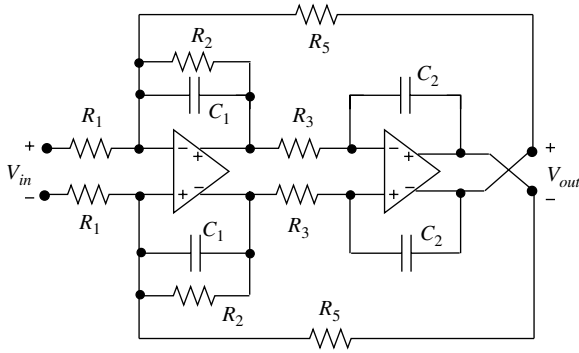 R2
R5
C1
C2
R1
R3
+
− +
− +
+
Vin
+ −
+ −
Vout
−
−
R1
C1
R3
C2
R2
R5